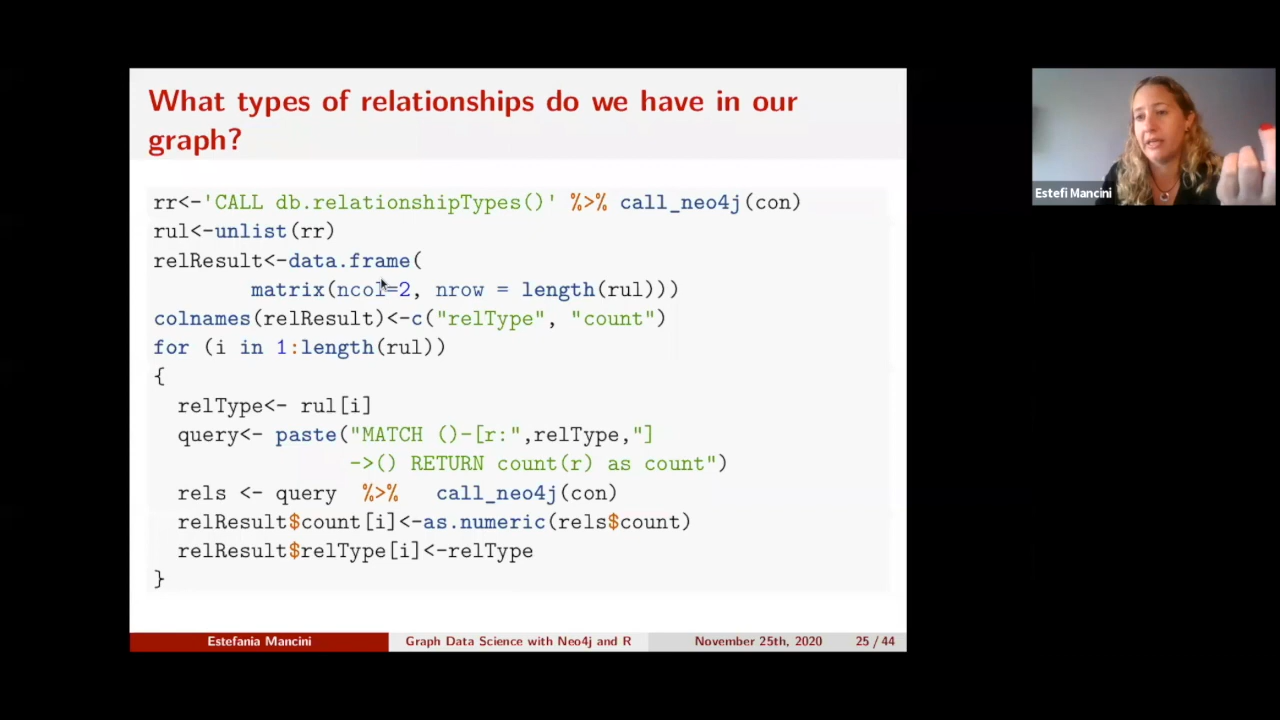 What types of relationships do we have in our
graph?
rr<-'CALL db.relationshipTypes()' %>% call_neo4j(con)
rul<-unlist(rr)
relResult<-data.frame(
matrix(ncol=2, nrow = length(rul)))
colnames(relResult)<-c("relType", "count")
for (i in 1:length(rul))
{
relType<- rul[i]
query<- paste("MATCH ()-[r:",relType,"]
->() RETURN count(r) as count")
rels <- query %>% call_neo4j(con)
relResult$count[i]<-as.numeric(rels$count)
relResult$relType[i]<-relType
}
Estefania Mancini
Graph Data Science with Neo4j and R
November 25th, 2020
25 / 44
Estefi Mancini